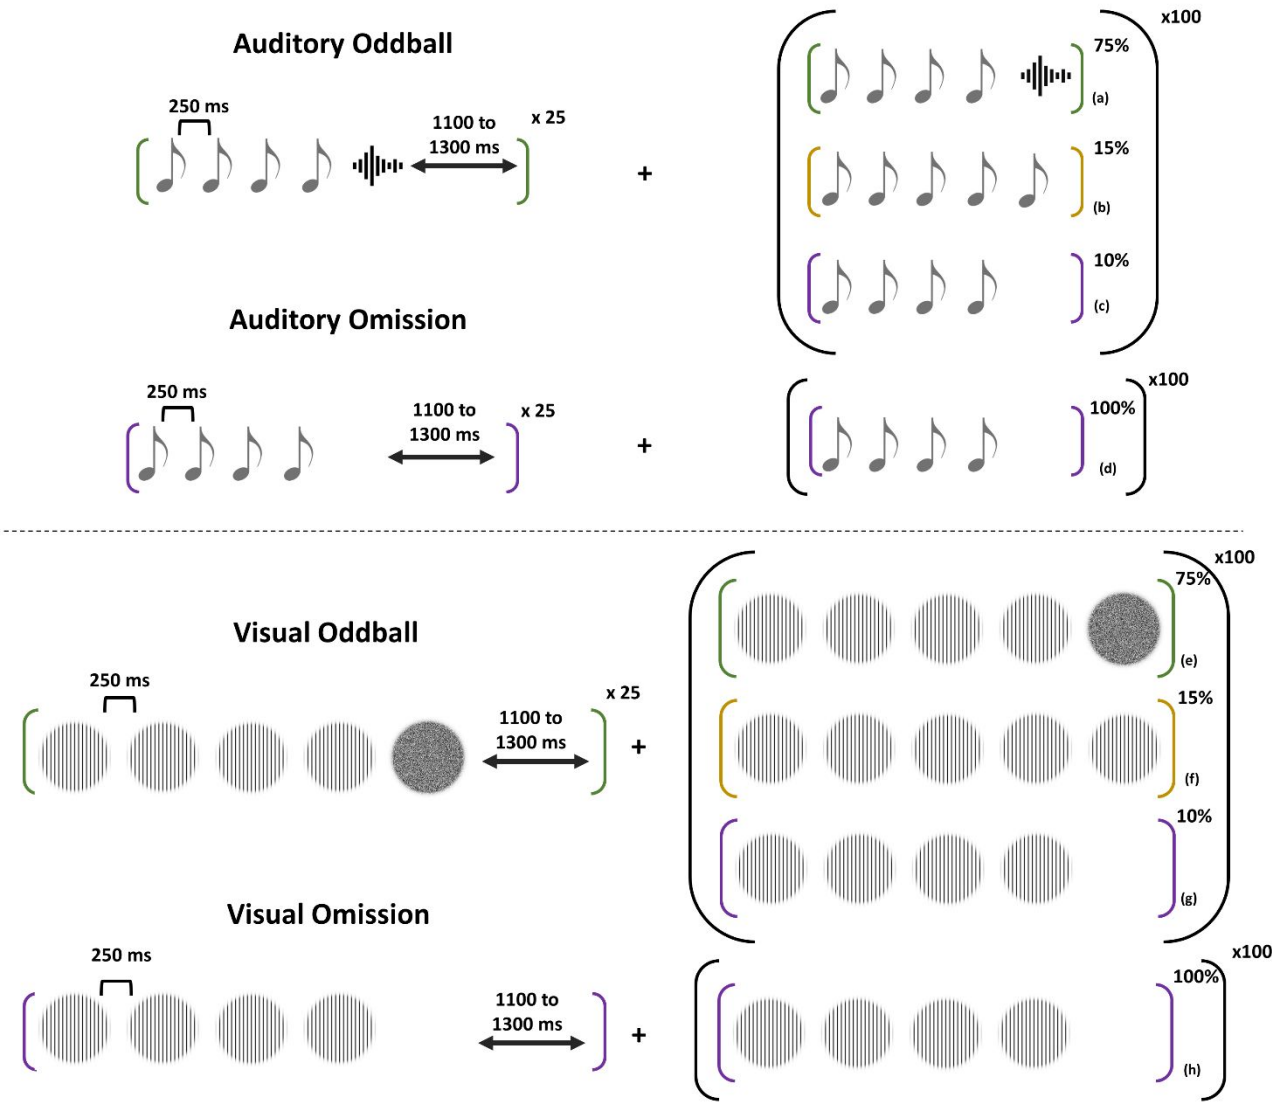 Auditory Oddball
250 ms
1100 to
1300 ms
x 25
+
x100
75%
(a)
15%
(b)
10%
(c)
Auditory Omission
250 ms
1100 to
1300 ms
x 25
+
x100
100%
(d)
Visual Oddball
250 ms
1100 to
1300 ms
x 25
+
x100
75%
(e)
15%
(f)
10%
(g)
Visual Omission
250 ms
1100 to
1300 ms
+
x100
100%
(h)